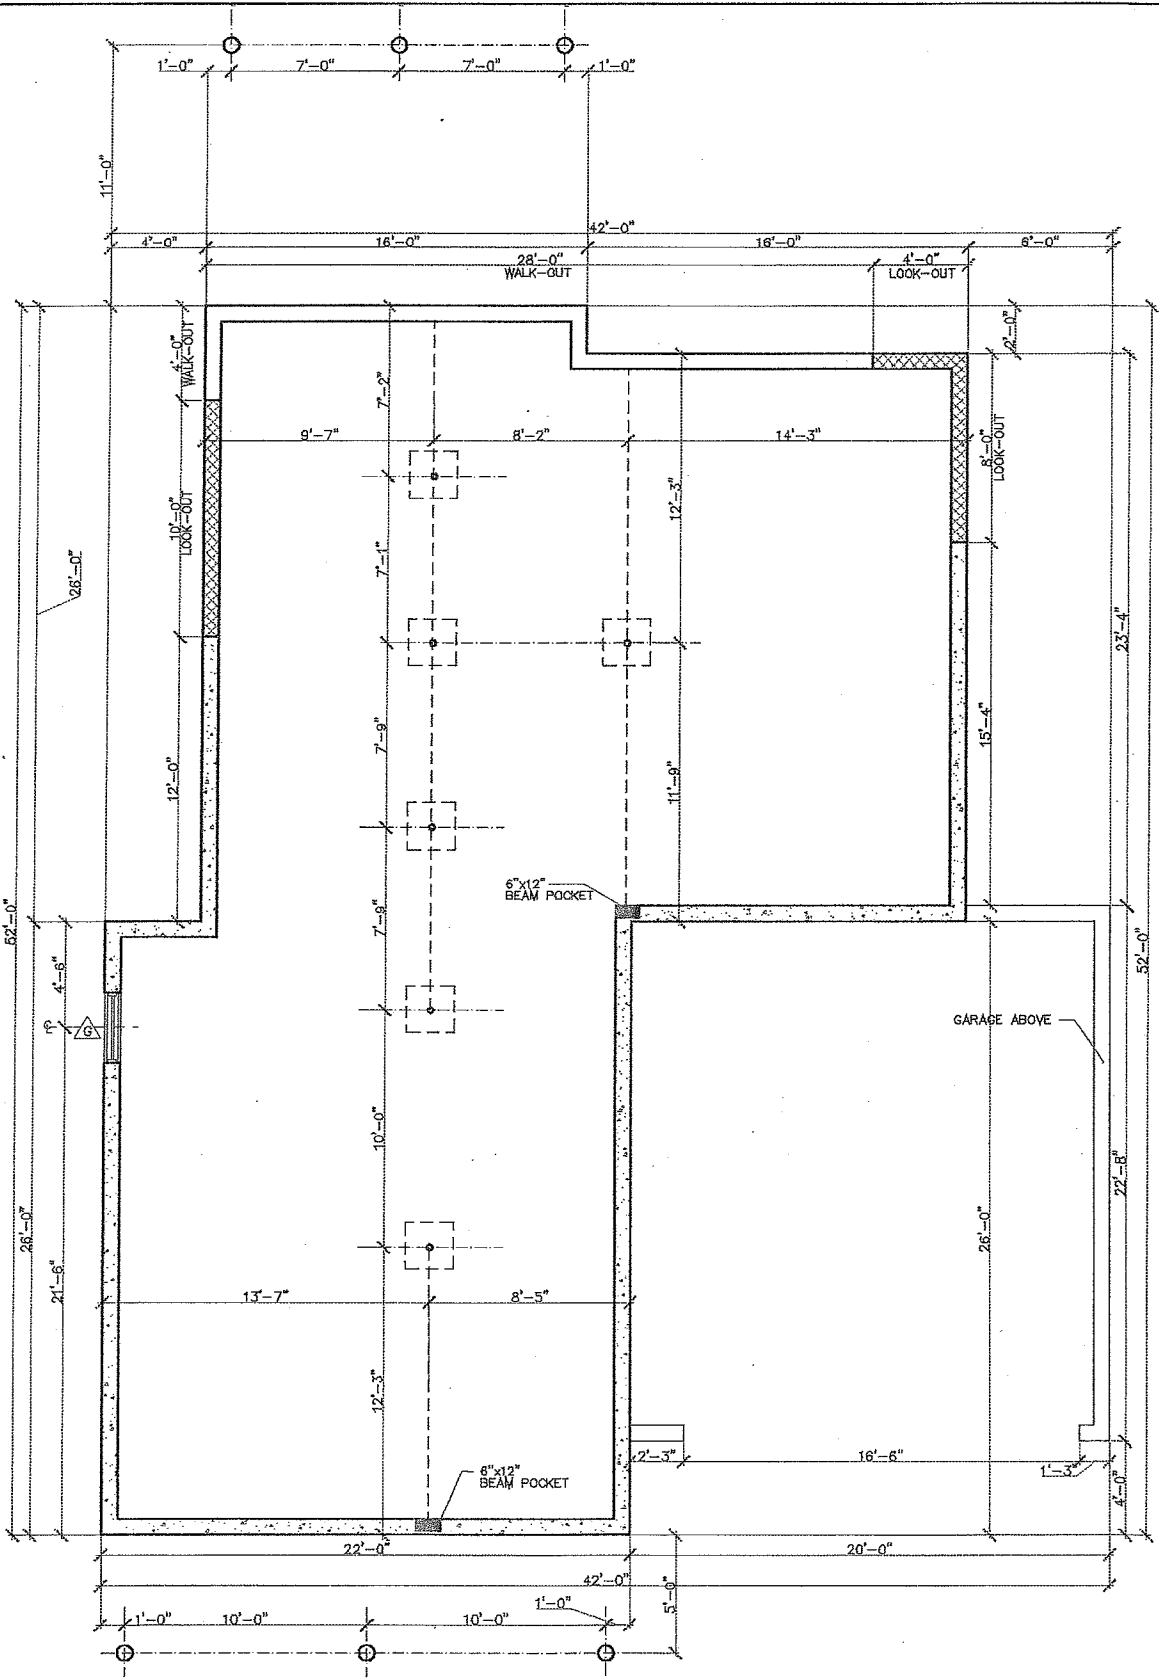 1'-0" 7'-0" 7'-0" 1'-0"
11'-0"
42'-0"
4'-0" 16'-0" 16'-0" 6'-0"
28'-0" 4'-0"
WALK-OUT LOOK-OUT
2'-0"
4'-0"
WALK-OUT
7'-2"
9'-7" 8'-2" 14'-3"
8'-0"
LOOK-OUT
12'-3"
10'-0"
LOOK-OUT
7'-1"
26'-0"
23'-4"
15'-4"
7'-9"
12'-0"
11'-9"
6"x12"
BEAM POCKET
7'-9"
52'-0"
52'-0"
4'-6"
G
GARAGE ABOVE
10'-0"
22'-8"
26'-0"
26'-0"
21'-6"
13'-7" 8'-5"
12'-3"
6"x12"
BEAM POCKET
2'-3" 16'-6" 1'-3"
4'-0"
22'-0" 20'-0"
42'-0"
5'-0"
1'-0" 10'-0" 10'-0" 1'-0"